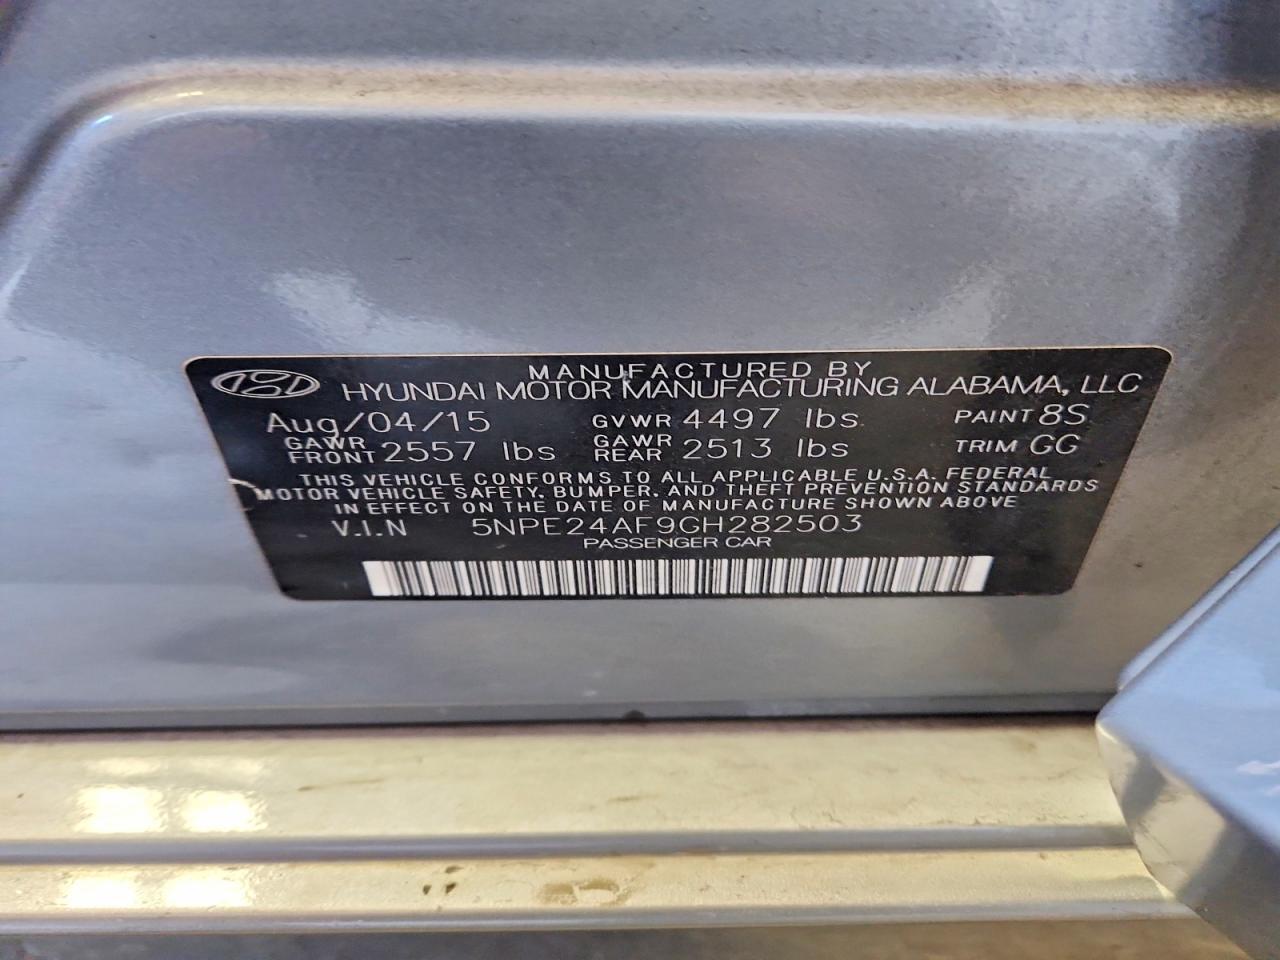 MANUFACTURED BY
HYUNDAI MOTOR MANUFACTURING ALABAMA, LLC
Aug/04/15 GVWR 4497 lbs PAINT 8S
GAWR FRONT 2557 lbs GAWR REAR 2513 lbs TRIM GG
THIS VEHICLE CONFORMS TO ALL APPLICABLE U.S.A. FEDERAL
MOTOR VEHICLE SAFETY, BUMPER, AND THEFT PREVENTION STANDARDS
IN EFFECT ON THE DATE OF MANUFACTURE SHOWN ABOVE
V.I.N 5NPE24AF9GH282503
PASSENGER CAR